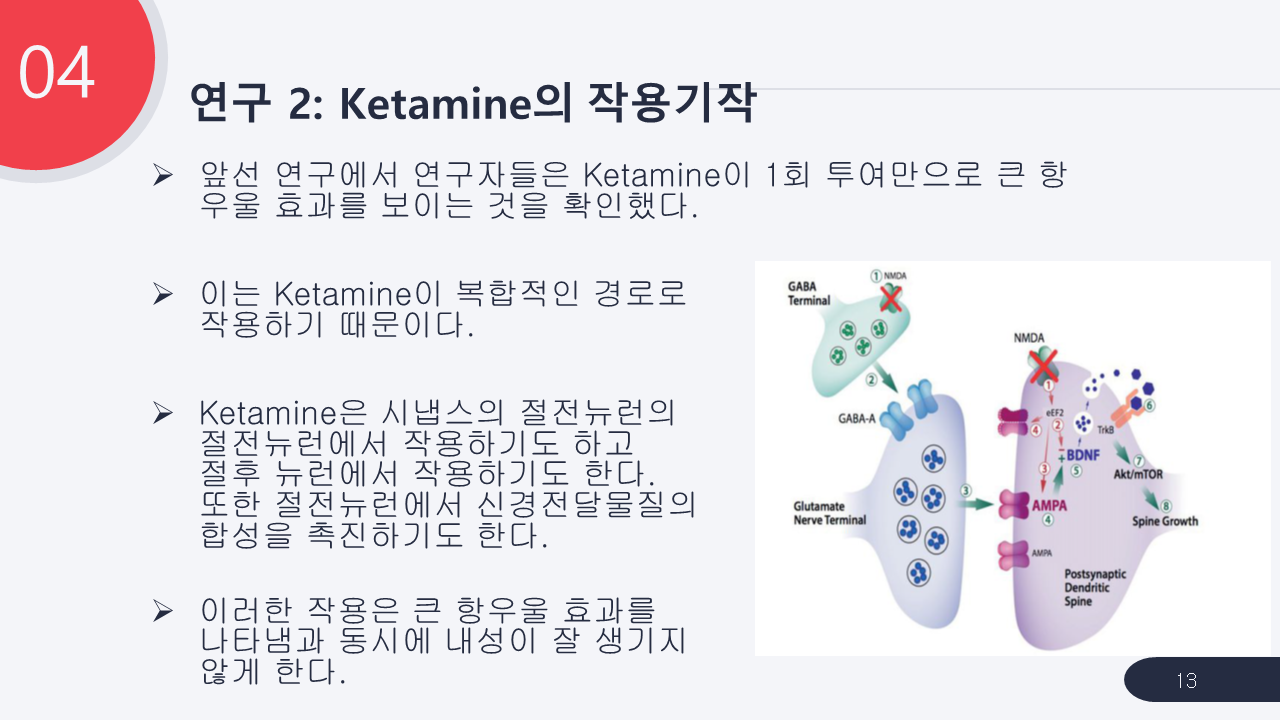 04
연구 2: Ketamine의 작용기작
➢ 앞선 연구에서 연구자들은 Ketamine이 1회 투여만으로 큰 항
우울 효과를 보이는 것을 확인했다.
➢ 이는 Ketamine이 복합적인 경로로
작용하기 때문이다.
➢ Ketamine은 시냅스의 절전뉴런의
절전뉴런에서 작용하기도 하고
절후 뉴런에서 작용하기도 한다.
또한 절전뉴런에서 신경전달물질의
합성을 촉진하기도 한다.
➢ 이러한 작용은 큰 항우울 효과를
나타냄과 동시에 내성이 잘 생기지
않게 한다.
① NMDA
GABA
Terminal
②
GABA-A
Glutamate
Nerve Terminal
③
NMDA
①
eEF2
④ ②
TrkB
⑥
- +
BDNF
③ ⑤
⑦
Akt/mTOR
AMPA
④
⑧
Spine Growth
AMPA
Postsynaptic
Dendritic
Spine
13